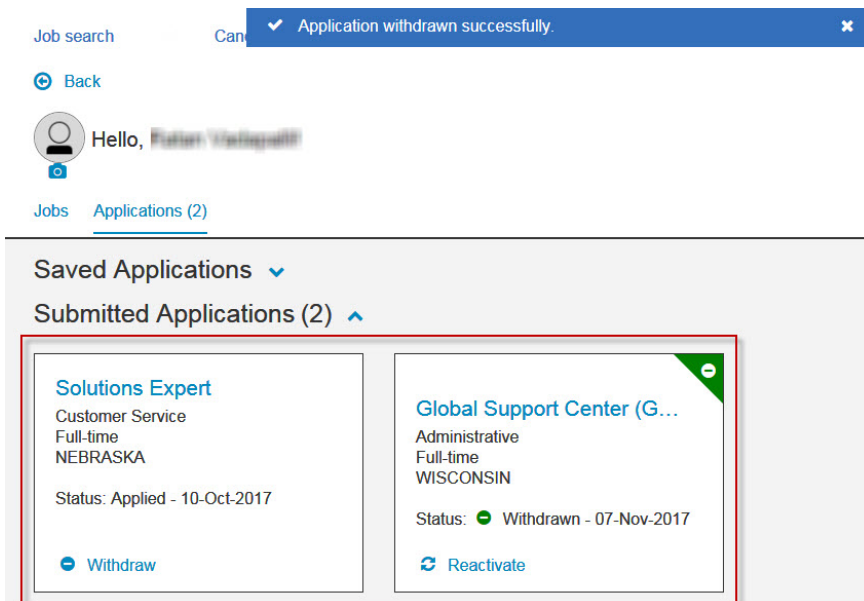 Job search
Application withdrawn successfully.
Back
Hello,
Jobs Applications (2)
Saved Applications
Submitted Applications (2)
Solutions Expert
Customer Service
Full-time
NEBRASKA
Status: Applied - 10-Oct-2017
Withdraw
Global Support Center (G...
Administrative
Full-time
WISCONSIN
Status: Withdrawn - 07-Nov-2017
Reactivate